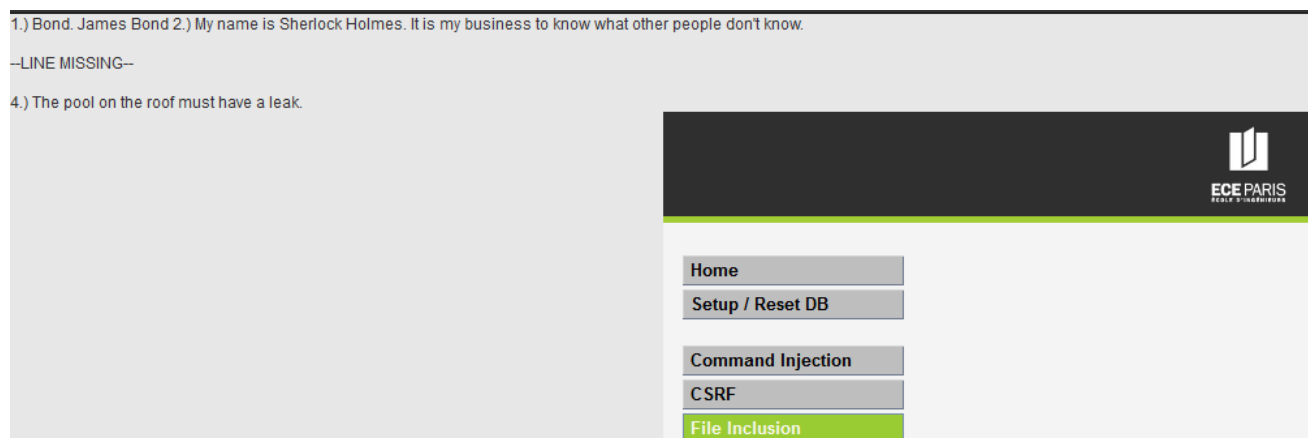 1.) Bond. James Bond 2.) My name is Sherlock Holmes. It is my business to know what other people don't know.
--LINE MISSING--
4.) The pool on the roof must have a leak.
ECE PARIS
ÉCOLE D'INGÉNIEURS
Home
Setup / Reset DB
Command Injection
CSRF
File Inclusion